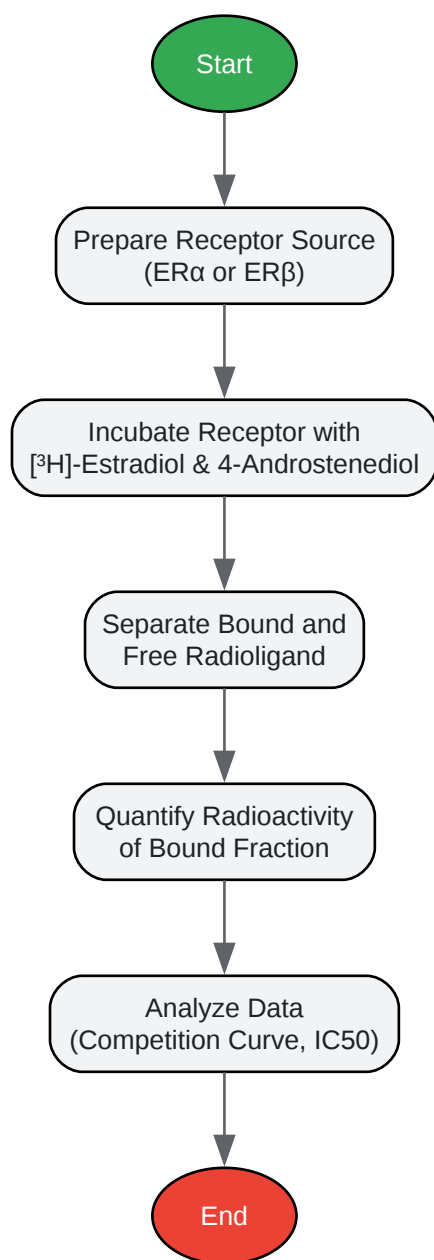 Start
Prepare Receptor Source
(ERα or ERβ)
Incubate Receptor with
[³H]-Estradiol & 4-Androstenediol
Separate Bound and
Free Radioligand
Quantify Radioactivity
of Bound Fraction
Analyze Data
(Competition Curve, IC50)
End